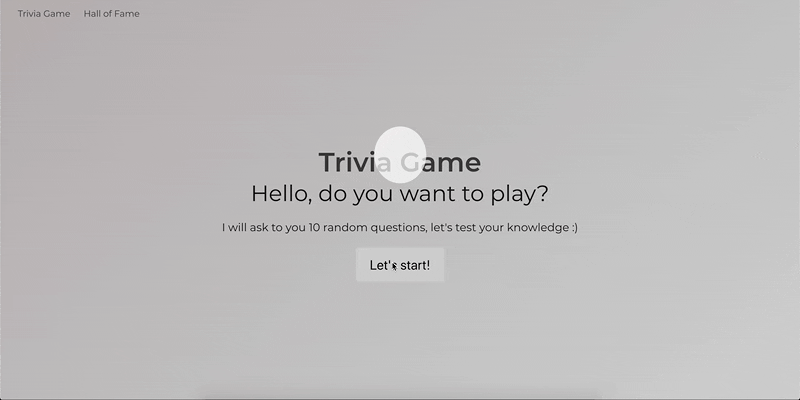 Trivia Game Hall of Fame
Trivia Game
Hello, do you want to play?
I will ask to you 10 random questions, let's test your knowledge :)
Let's start!